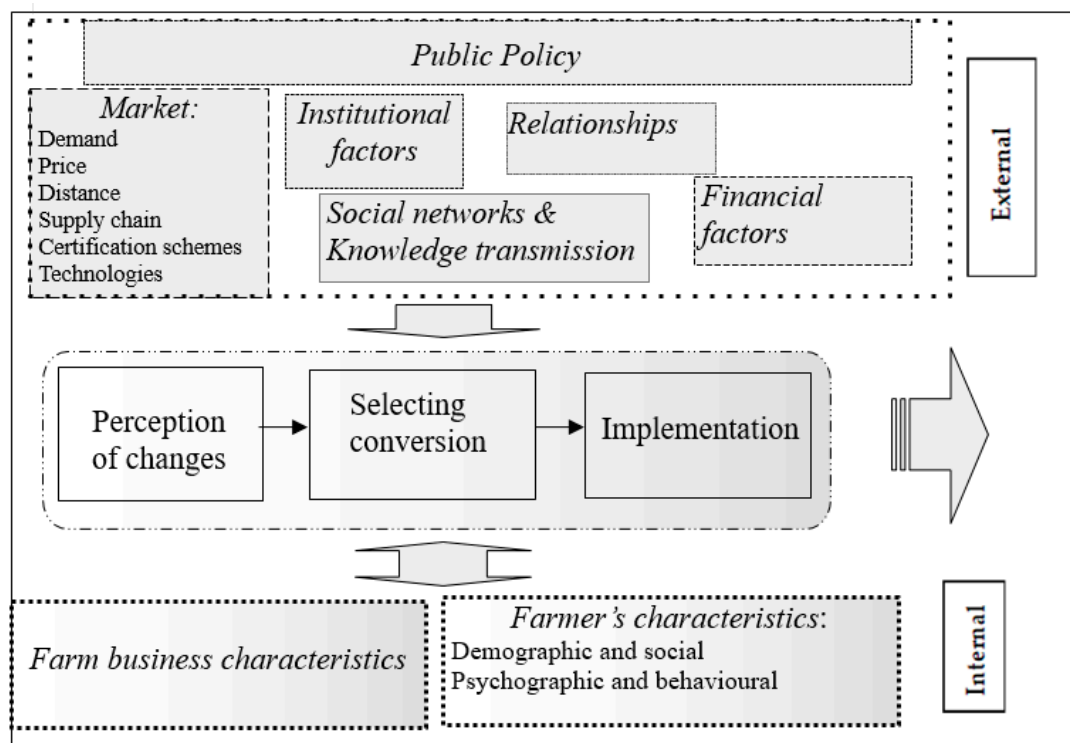 Public Policy
Market:
Demand
Price
Distance
Supply chain
Certification schemes
Technologies
Institutional
factors
Relationships
Social networks &
Knowledge transmission
Financial
factors
External
Perception
of changes
Selecting
conversion
Implementation
Farm business characteristics
Farmer’s characteristics:
Demographic and social
Psychographic and behavioural
Internal